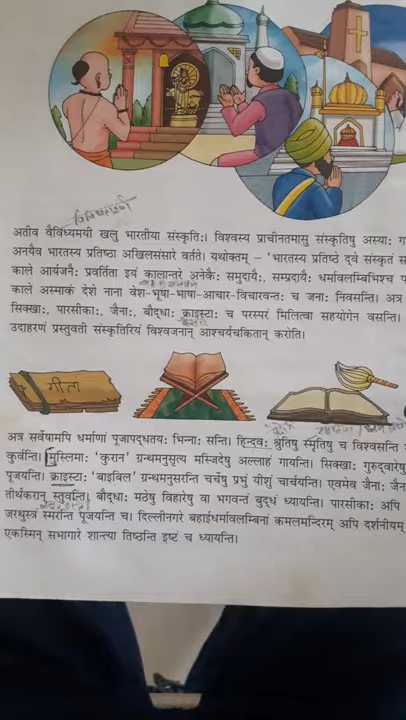 अतीव वैविध्यमयी खलु भारतीया संस्कृतिः। विश्वस्य प्राचीनतमासु संस्कृतिषु अस्याः
अनयैव भारतस्य प्रतिष्ठा अखिलसंसारे वर्तते। यथोक्तम् – 'भारतस्य प्रतिष्ठे द्वे संस्कृतं
काले आर्यजनैः प्रवर्तिता इयं कालान्तरे अनेकैः समुदायैः, सम्प्रदायैः धर्मावलम्बिभिश्च
काले अस्माकं देशे नाना वेश-भूषा-भाषा-आचार-विचारवन्तः च जनाः निवसन्ति। अत्र
सिक्खाः, पारसीकाः, जैनाः, बौद्धाः क्राइस्टाः च परस्परं मिलित्वा सहयोगेन वसन्ति।
उदाहरणं प्रस्तुवती संस्कृतिरियं विश्वजनान् आश्चर्यचकितान् करोति।
गीता
अत्र सर्वेषामपि धर्माणां पूजापद्धतयः भिन्नाः सन्ति। हिन्दवः श्रुतिषु स्मृतिषु च विश्वसन्ति
कुर्वन्ति। मुस्लिमाः 'कुरान' ग्रन्थमनुसृत्य मस्जिदेषु अल्लाहं गायन्ति। सिक्खाः गुरुद्वारेषु
पूजयन्ति। क्राइस्टाः 'बाइबिल' ग्रन्थमनुसरन्ति चर्चेषु प्रभुं यीशुं चार्चयन्ति। एवमेव जैनाः
तीर्थंकरान् स्तुवन्ति। बौद्धाः मठेषु विहारेषु वा भगवन्तं बुद्धं ध्यायन्ति। पारसीकाः अपि
जरथुस्त्रं स्मरन्ति पूजयन्ति च। दिल्लीनगरे बहाईधर्मावलम्बिनां कमलमन्दिरम् अपि दर्शनीयम्
एकस्मिन् सभागारे शान्त्या तिष्ठन्ति इष्टं च ध्यायन्ति।